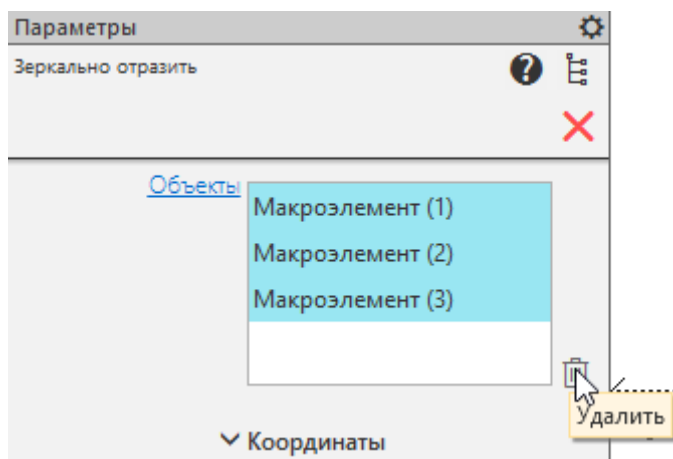 Параметры
Зеркально отразить
Объекты
Макроэлемент (1)
Макроэлемент (2)
Макроэлемент (3)
Удалить
Координаты